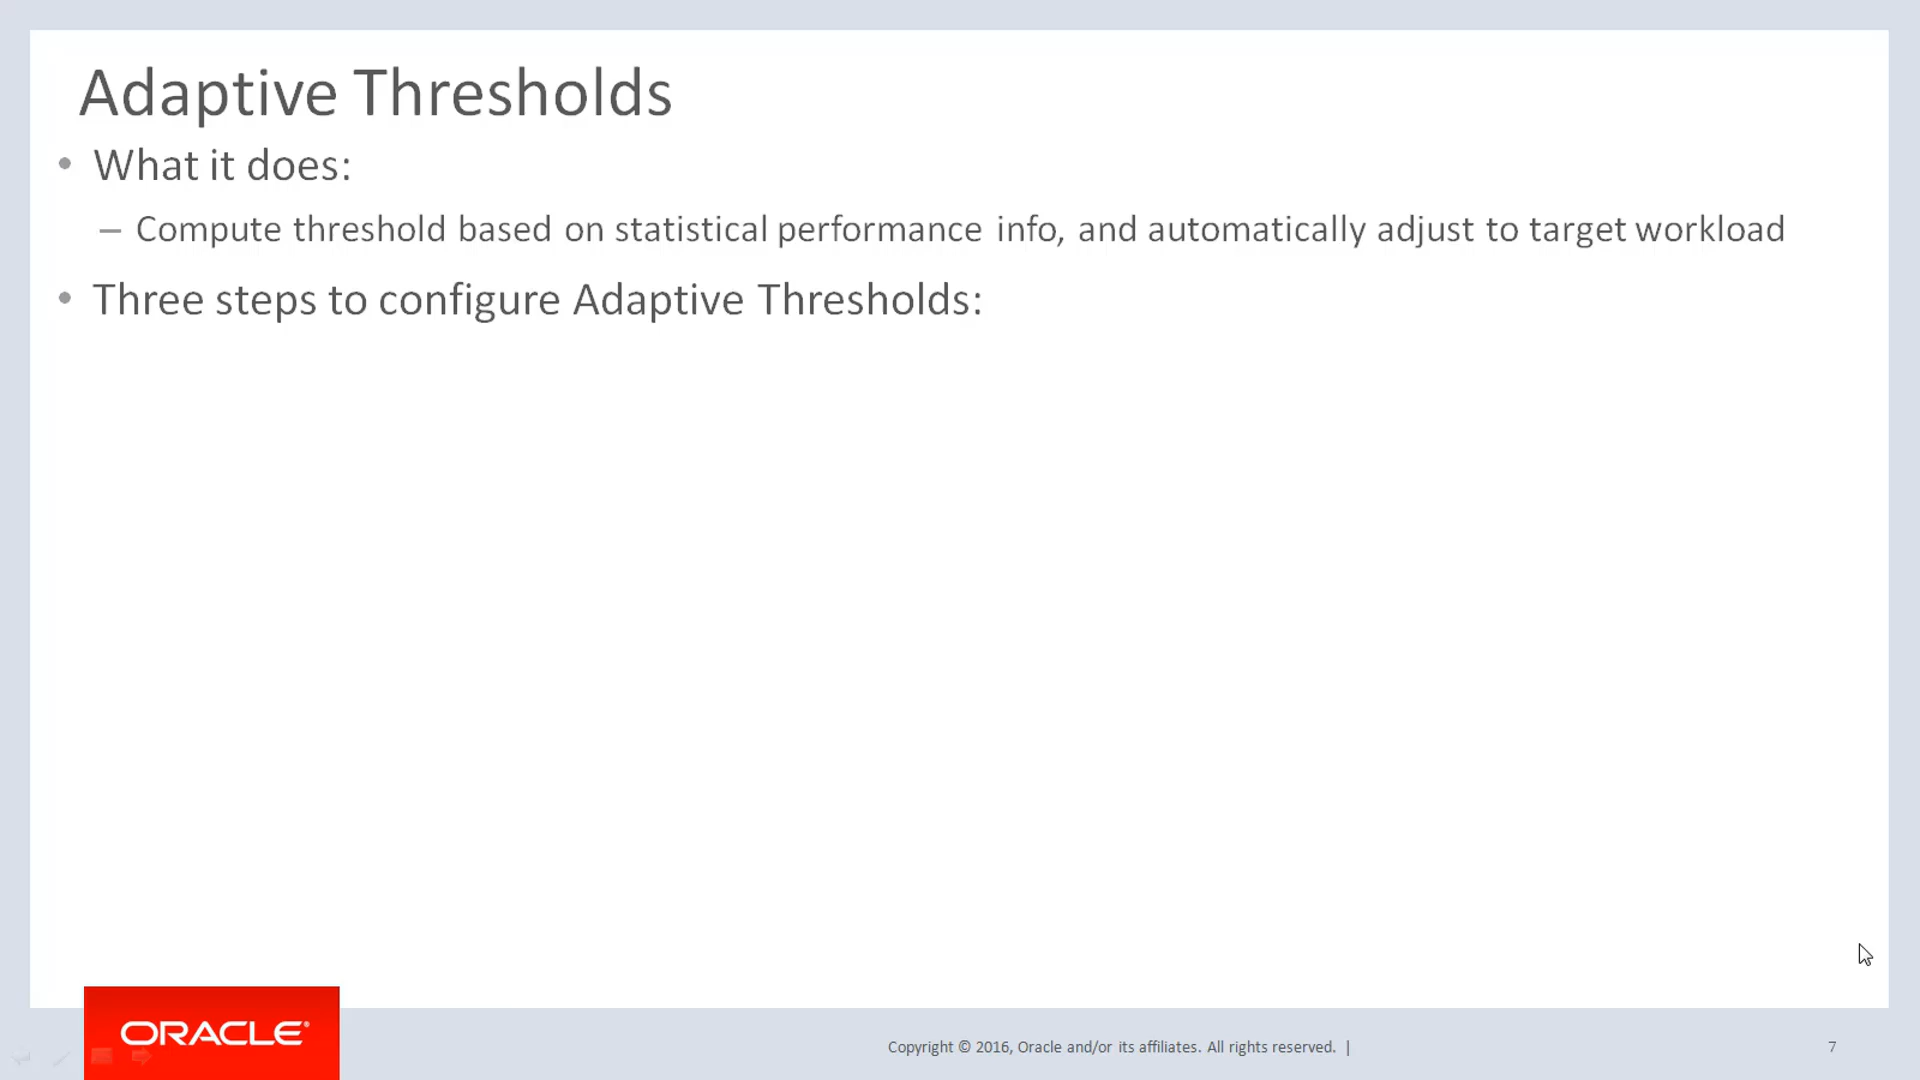 Adaptive Thresholds
• What it does:
– Compute threshold based on statistical performance info, and automatically adjust to target workload
• Three steps to configure Adaptive Thresholds:
ORACLE®
Copyright © 2016, Oracle and/or its affiliates. All rights reserved. |
7